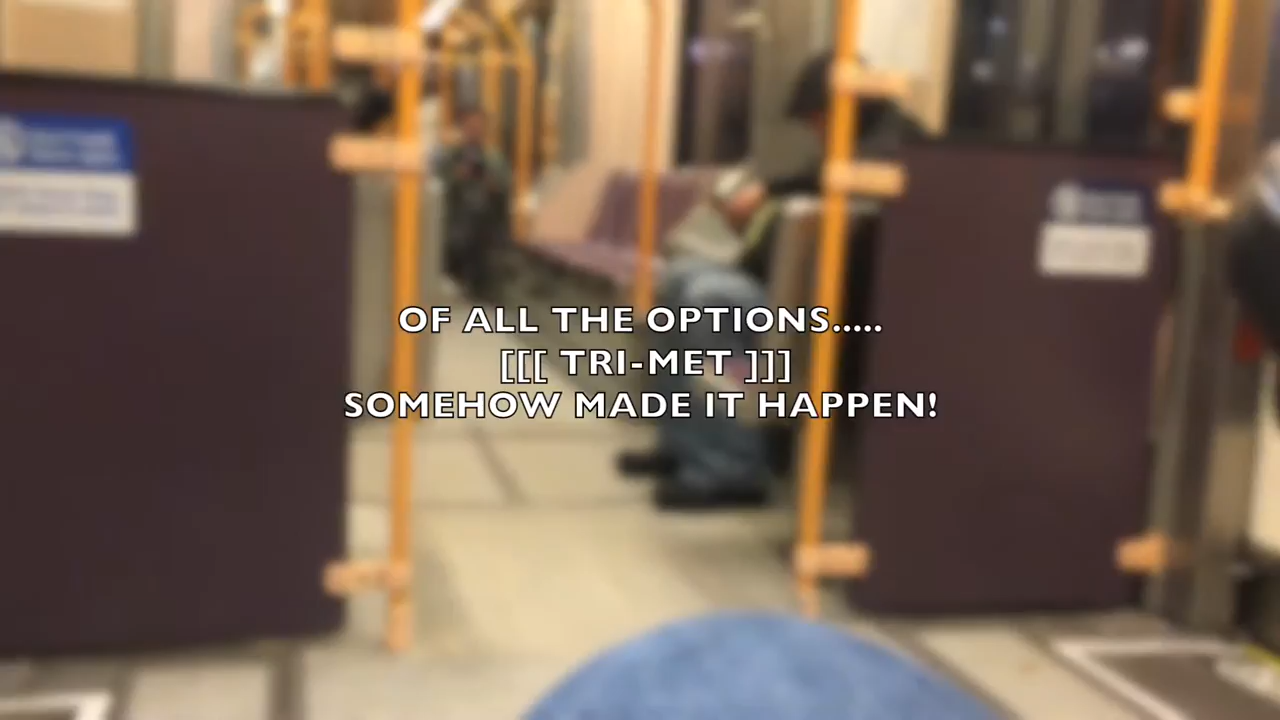 OF ALL THE OPTIONS.....
[[[ TRI-MET ]]]
SOMEHOW MADE IT HAPPEN!